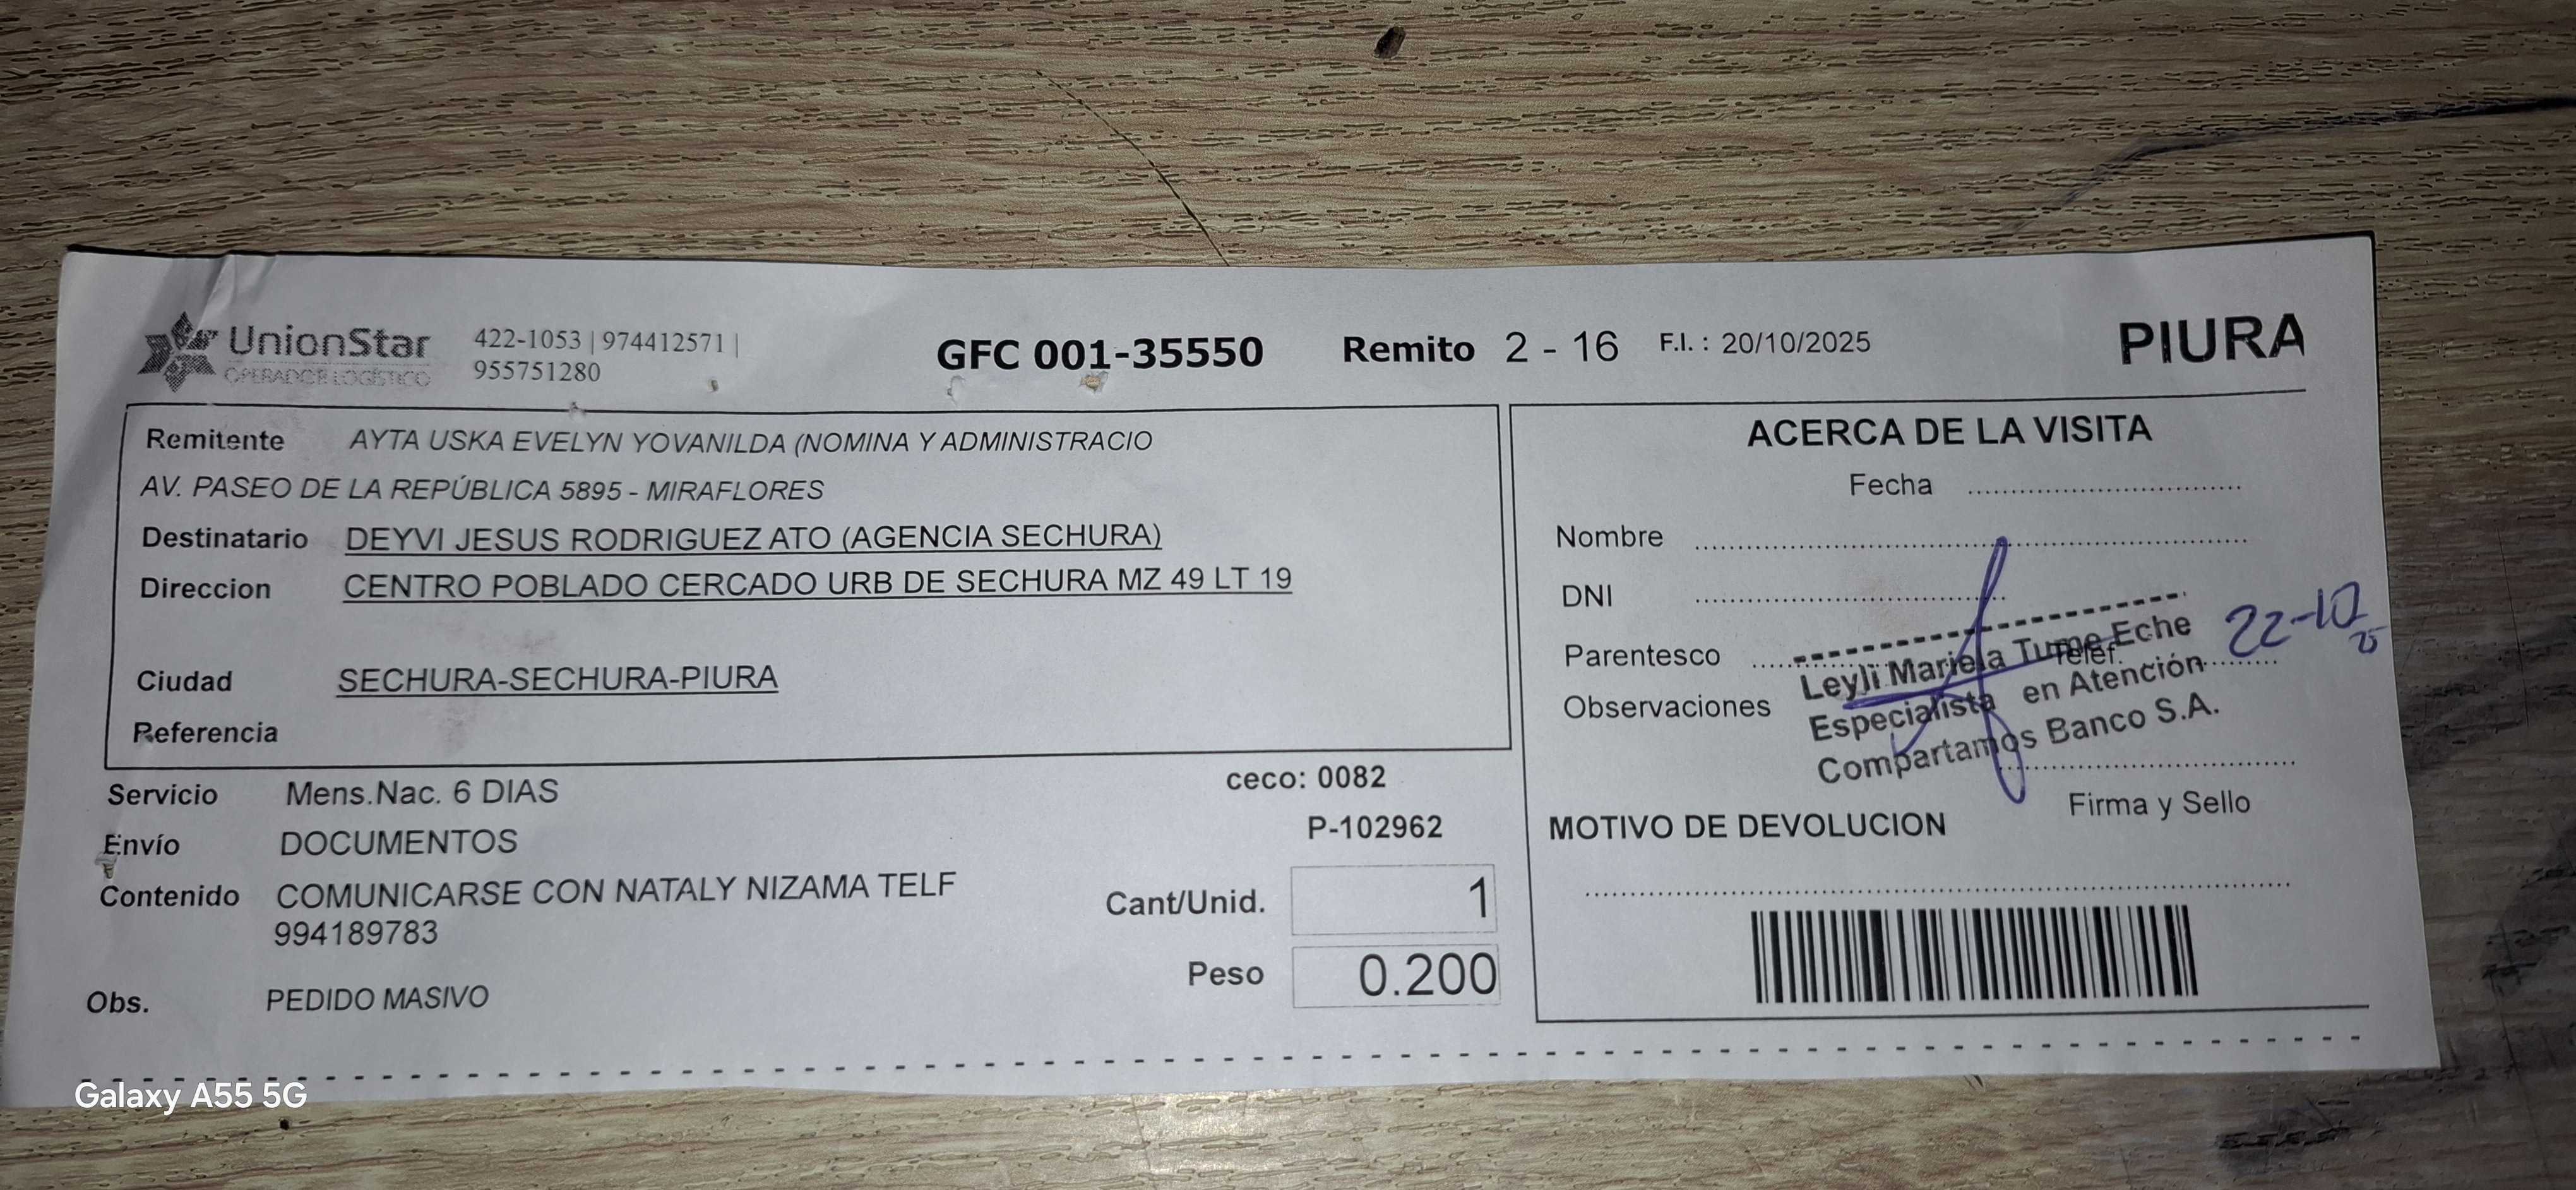 UnionStar
OPERADOR LOGÍSTICO
422-1053 | 974412571 |
955751280
GFC 001-35550 Remito 2 - 16 F.I. : 20/10/2025
PIURA
Remitente AYTA USKA EVELYN YOVANILDA (NOMINA Y ADMINISTRACIO
AV. PASEO DE LA REPÚBLICA 5895 - MIRAFLORES
Destinatario DEYVI JESUS RODRIGUEZ ATO (AGENCIA SECHURA)
Direccion CENTRO POBLADO CERCADO URB DE SECHURA MZ 49 LT 19
Ciudad SECHURA-SECHURA-PIURA
Referencia
Servicio Mens.Nac. 6 DIAS
Envío DOCUMENTOS
Contenido COMUNICARSE CON NATALY NIZAMA TELF
994189783
Obs. PEDIDO MASIVO
ceco: 0082
P-102962
Cant/Unid. 1
Peso 0.200
ACERCA DE LA VISITA
Fecha
Nombre
DNI
Parentesco Telef.
Observaciones
Leyli Mariela Tume Eche
Especialista en Atención
Compartamos Banco S.A.
22-10
25
Firma y Sello
MOTIVO DE DEVOLUCION
Galaxy A55 5G